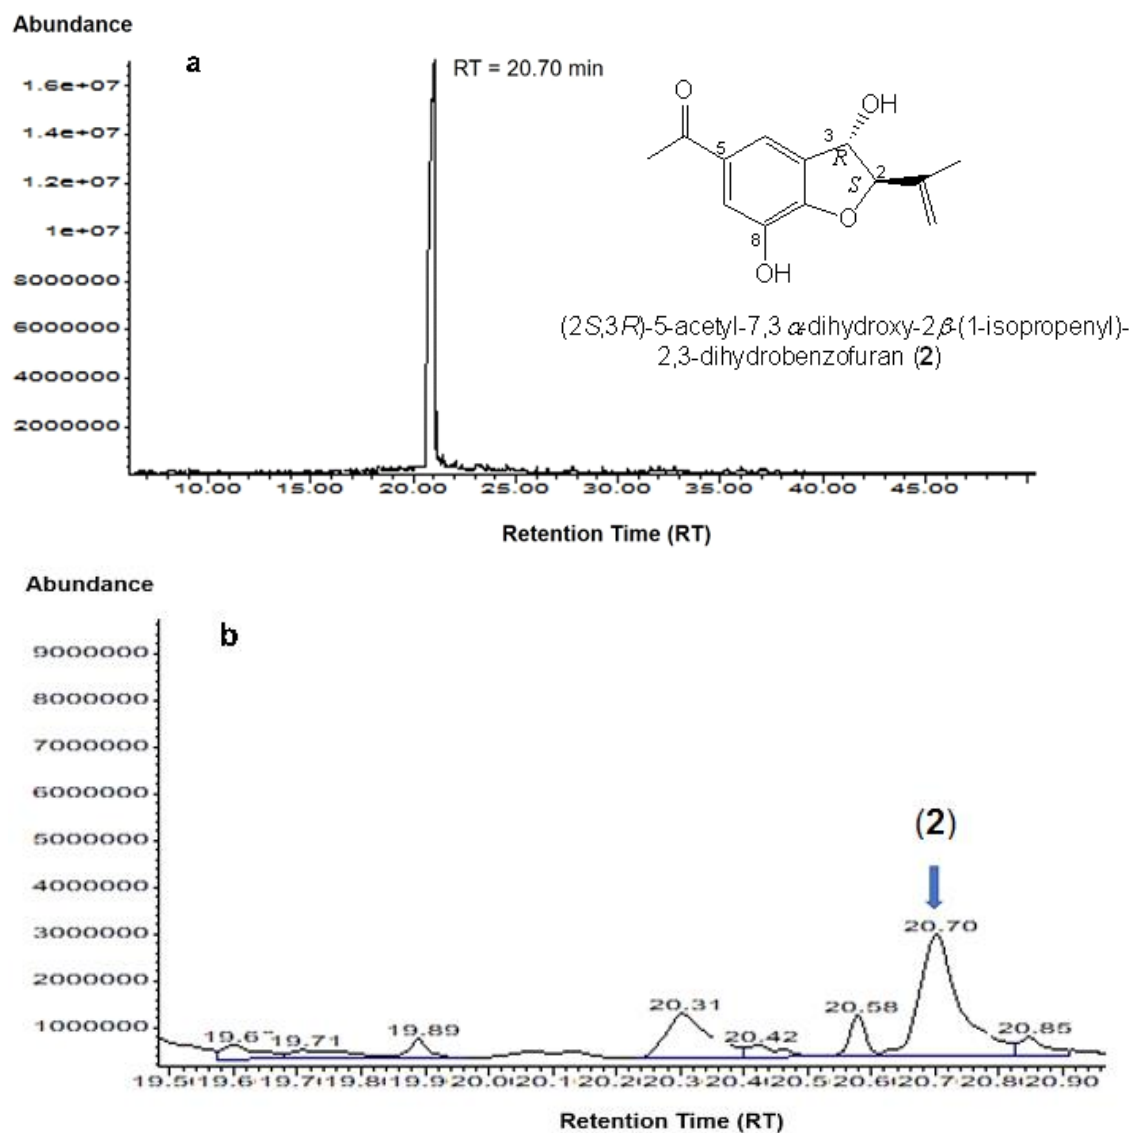 Abundance
a
RT = 20.70 min
1.6e+07
1.4e+07
1.2e+07
1e+07
8000000
6000000
4000000
2000000
O
OH
5
3
R
2
S
O
8
OH
(2S,3R)-5-acetyl-7,3 α-dihydroxy-2β-(1-isopropenyl)-
2,3-dihydrobenzofuran (2)
10.00 15.00 20.00 25.00 30.00 35.00 40.00 45.00
Retention Time (RT)
Abundance
b
9000000
8000000
7000000
6000000
5000000
4000000
3000000
2000000
1000000
(2)
20.70
20.31
20.58
19.89
20.42
20.85
19.71
20.90
Retention Time (RT)